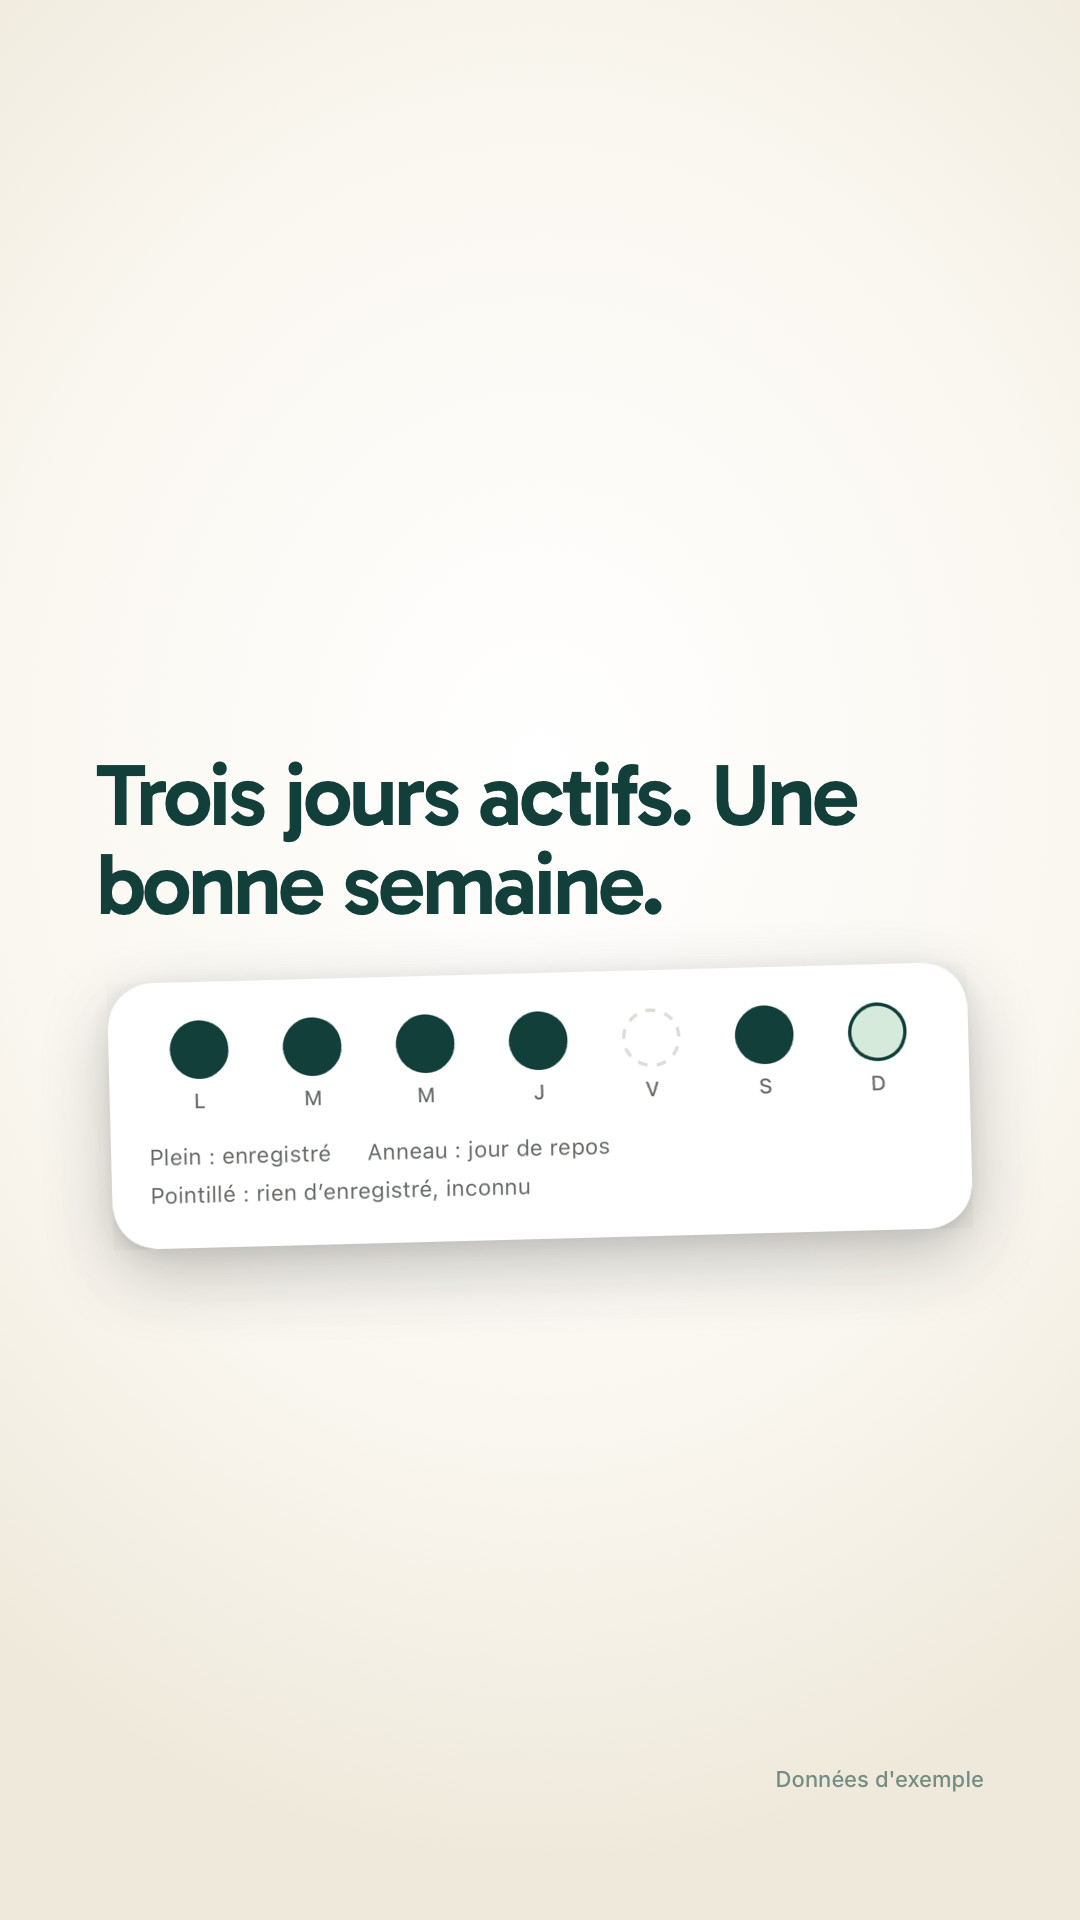 Trois jours actifs. Une
bonne semaine.
L M M J V S D
Plein : enregistré Anneau : jour de repos
Pointillé : rien d’enregistré, inconnu
Données d'exemple